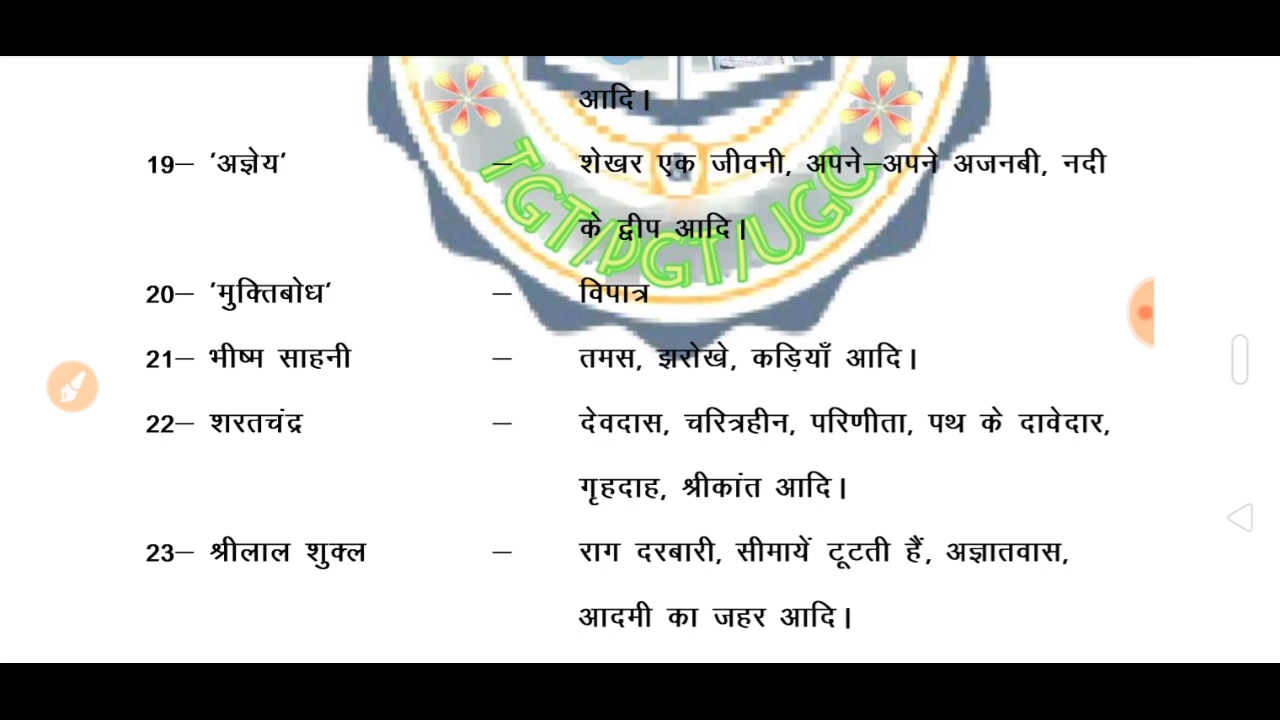 आदि।
19– 'अज्ञेय' – शेखर एक जीवनी, अपने–अपने अजनबी, नदी
के द्वीप आदि।
20– 'मुक्तिबोध' – विपात्र
21– भीष्म साहनी – तमस, झरोखे, कड़ियाँ आदि।
22– शरतचंद्र – देवदास, चरित्रहीन, परिणीता, पथ के दावेदार,
गृहदाह, श्रीकांत आदि।
23– श्रीलाल शुक्ल – राग दरबारी, सीमायें टूटती हैं, अज्ञातवास,
आदमी का जहर आदि।
TGT/PGT/UGC